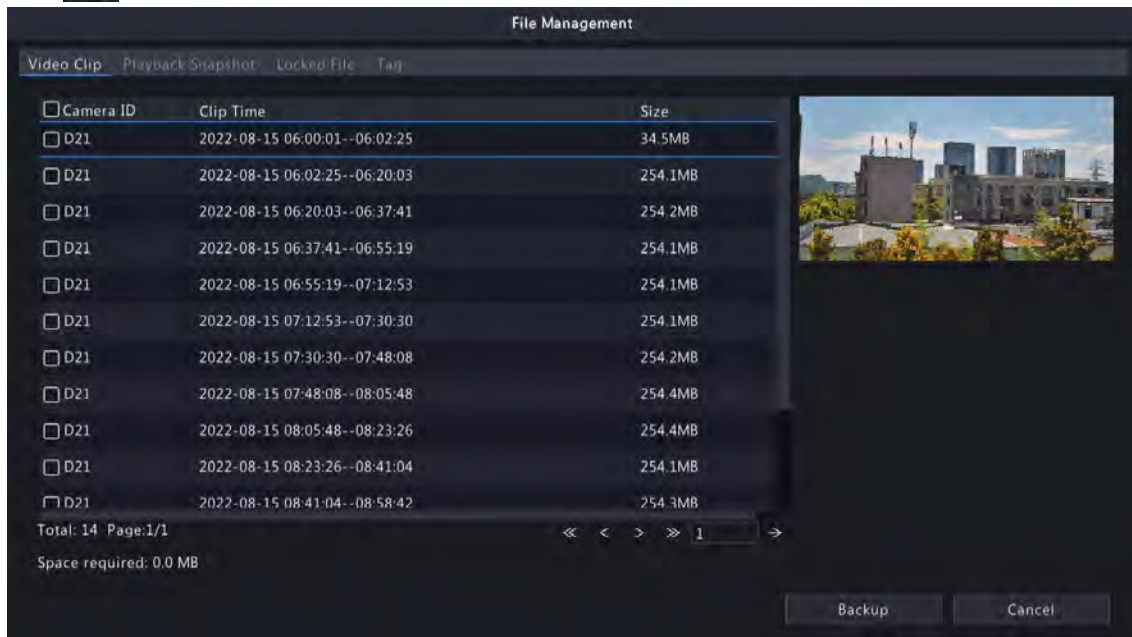 File Management
Video Clip Playback Snapshot Locked File Tag
Camera ID Clip Time Size
D21 2022-08-15 06:00:01--06:02:25 34.5MB
D21 2022-08-15 06:02:25--06:20:03 254.1MB
D21 2022-08-15 06:20:03--06:37:41 254.2MB
D21 2022-08-15 06:37:41--06:55:19 254.1MB
D21 2022-08-15 06:55:19--07:12:53 254.1MB
D21 2022-08-15 07:12:53--07:30:30 254.1MB
D21 2022-08-15 07:30:30--07:48:08 254.2MB
D21 2022-08-15 07:48:08--08:05:48 254.4MB
D21 2022-08-15 08:05:48--08:23:26 254.4MB
D21 2022-08-15 08:23:26--08:41:04 254.1MB
D21 2022-08-15 08:41:04--08:58:42 254.3MB
Total: 14 Page:1/1 « < > » 1 →
Space required: 0.0 MB
Backup Cancel